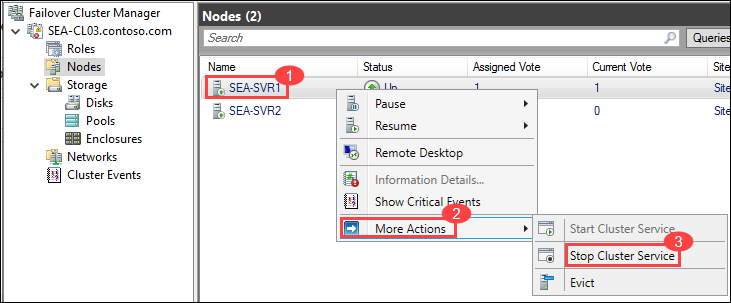 Failover Cluster Manager
SEA-CL03.contoso.com
Roles
Nodes
Storage
Disks
Pools
Enclosures
Networks
Cluster Events
Nodes (2)
Search
Queries
Name Status Assigned Vote Current Vote Site
1
SEA-SVR1 Up 1 1 Site
SEA-SVR2 0 Site
Pause
Resume
Remote Desktop
Information Details...
Show Critical Events
2
More Actions
Start Cluster Service
3
Stop Cluster Service
Evict